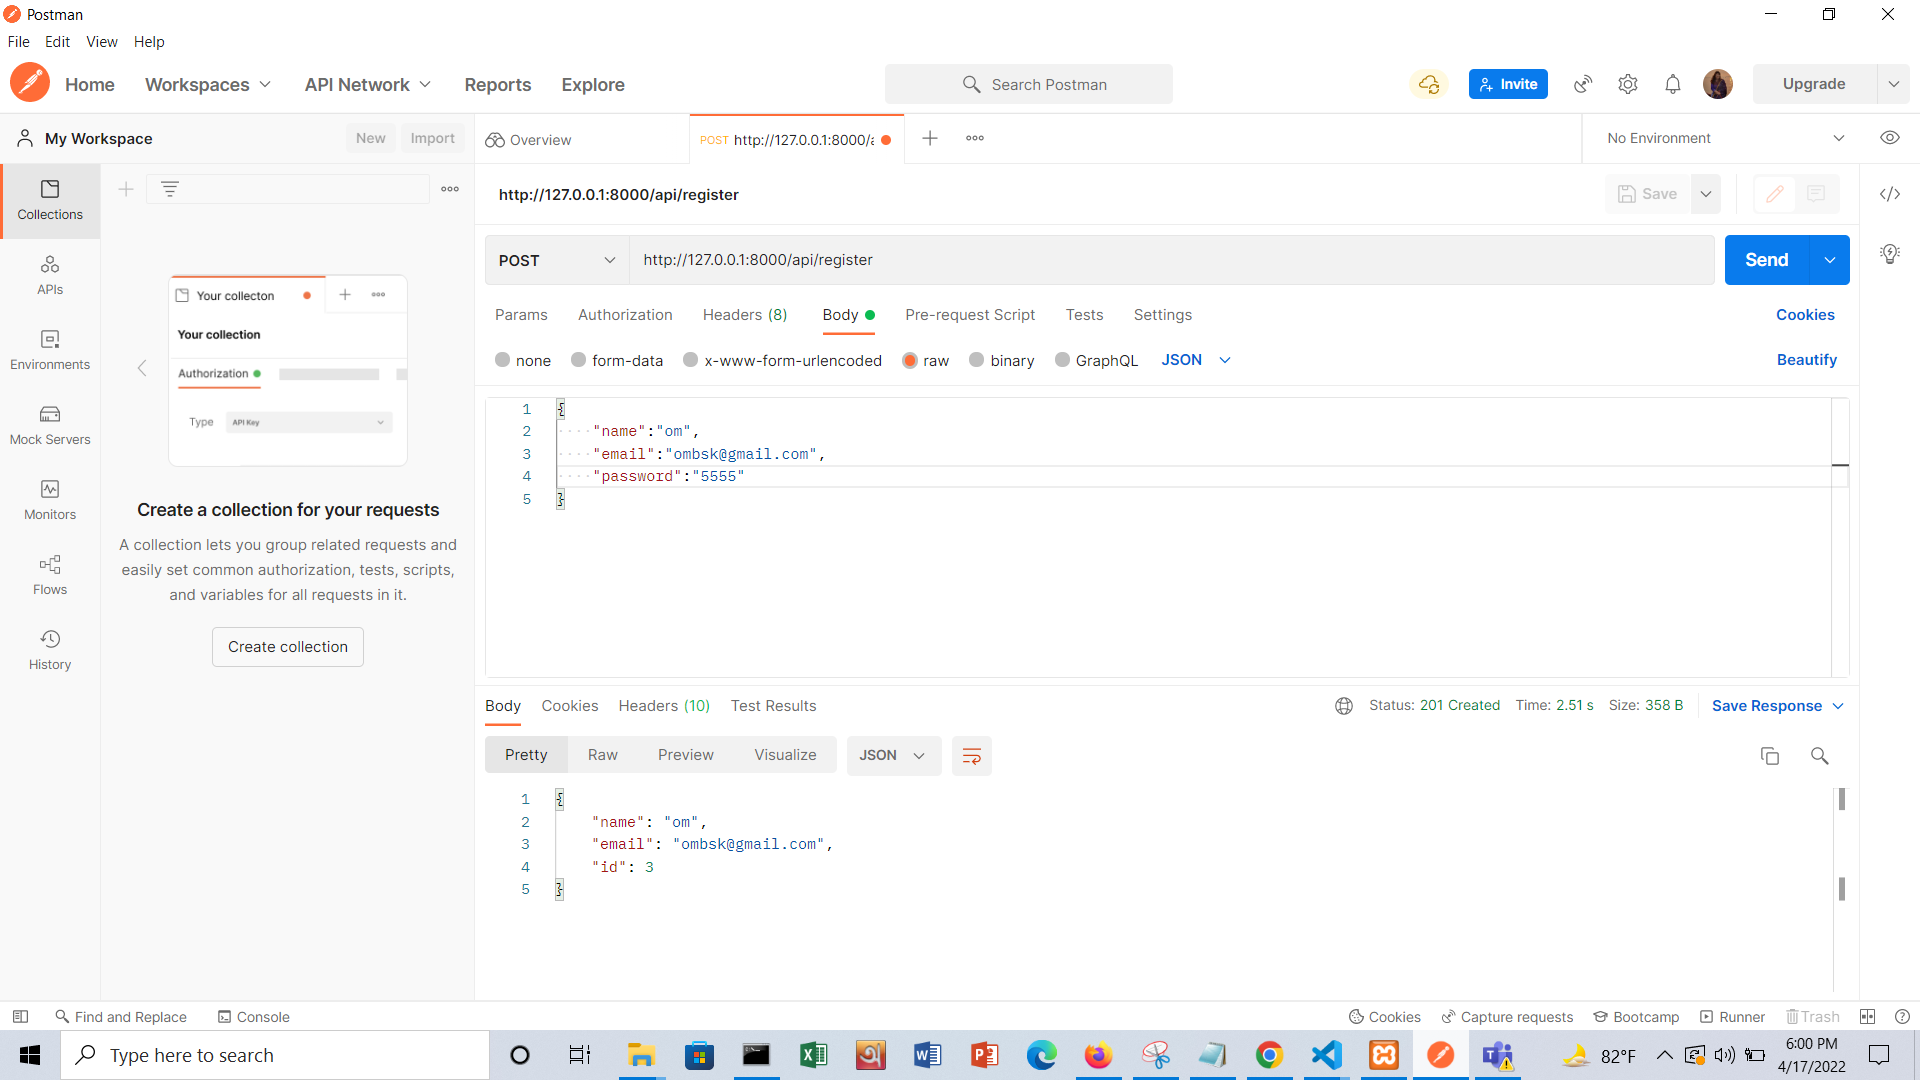 Postman
File Edit View Help
Home Workspaces API Network Reports Explore Search Postman Invite Upgrade
My Workspace New Import Overview POST http://127.0.0.1:8000/a No Environment
Collections
APIs
Environments
Mock Servers
Monitors
Flows
History
Your collecton
Your collection
Authorization
Type API Key
Create a collection for your requests
A collection lets you group related requests and
easily set common authorization, tests, scripts,
and variables for all requests in it.
Create collection
http://127.0.0.1:8000/api/register Save
POST http://127.0.0.1:8000/api/register Send
Params Authorization Headers (8) Body Pre-request Script Tests Settings Cookies
none form-data x-www-form-urlencoded raw binary GraphQL JSON Beautify
1 {
2 "name":"om",
3 "email":"ombsk@gmail.com",
4 "password":"5555"
5 }
Body Cookies Headers (10) Test Results Status: 201 Created Time: 2.51 s Size: 358 B Save Response
Pretty Raw Preview Visualize JSON
1 {
2 "name": "om",
3 "email": "ombsk@gmail.com",
4 "id": 3
5 }
Find and Replace Console Cookies Capture requests Bootcamp Runner Trash
Type here to search 82°F 6:00 PM
4/17/2022